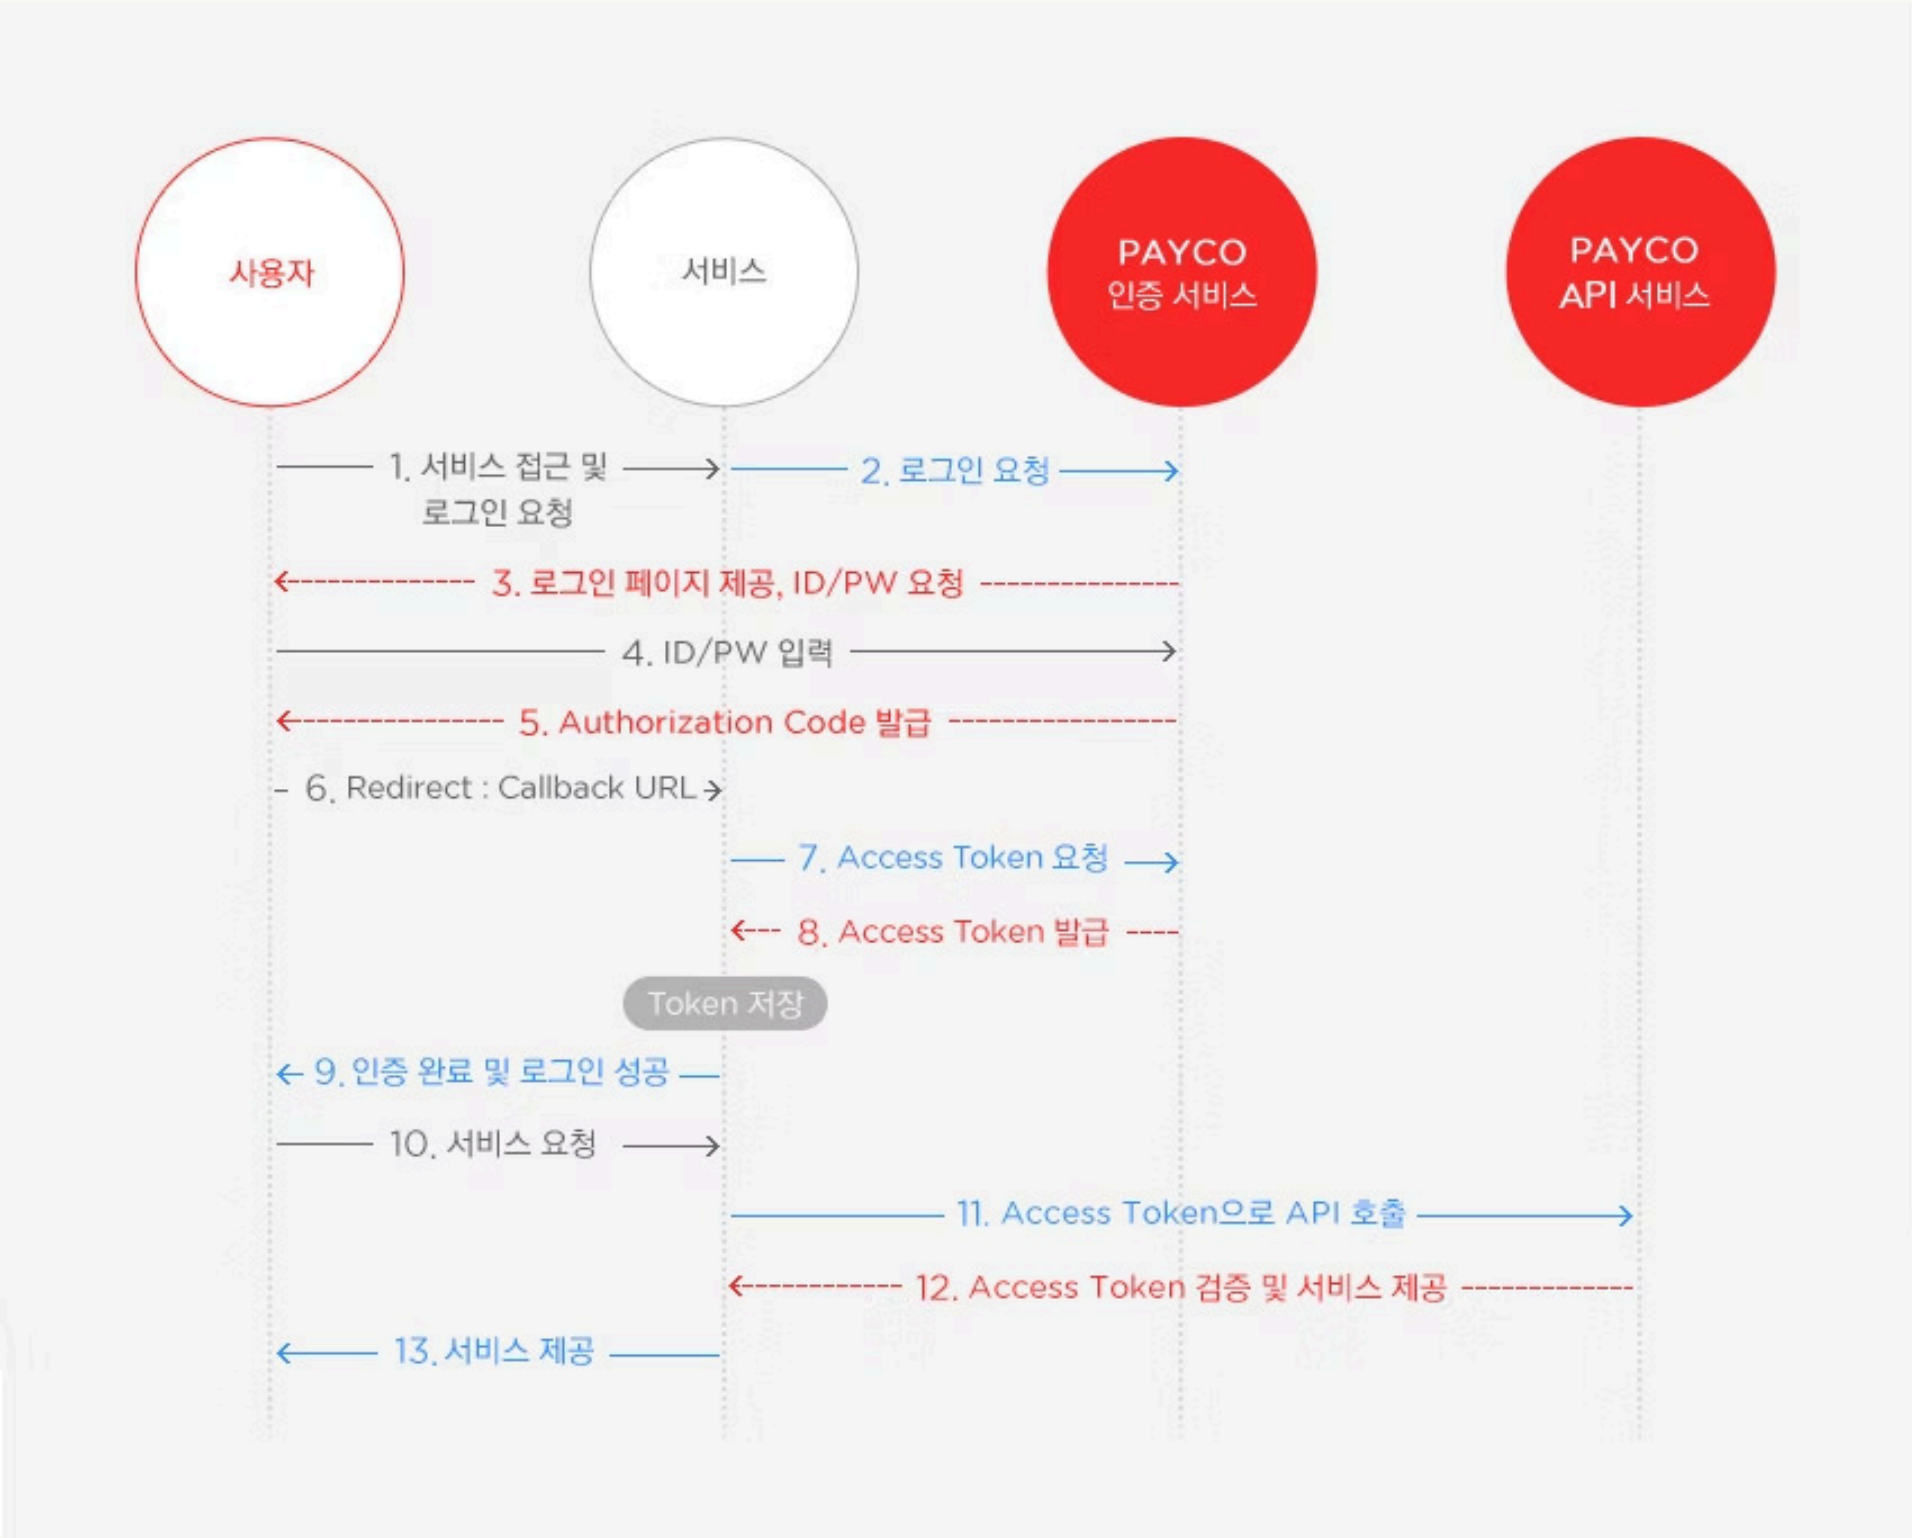 사용자
서비스
PAYCO
인증 서비스
PAYCO
API 서비스
1. 서비스 접근 및
로그인 요청
2. 로그인 요청
3. 로그인 페이지 제공, ID/PW 요청
4. ID/PW 입력
5. Authorization Code 발급
6. Redirect : Callback URL
7. Access Token 요청
8. Access Token 발급
Token 저장
9. 인증 완료 및 로그인 성공
10. 서비스 요청
11. Access Token으로 API 호출
12. Access Token 검증 및 서비스 제공
13. 서비스 제공